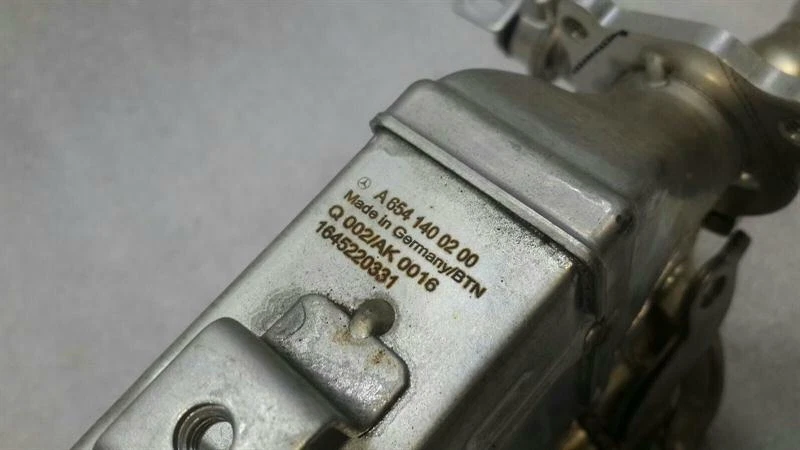 A 654 140 02 00
Made in Germany/BTN
Q 002/AK 0016
1645220331